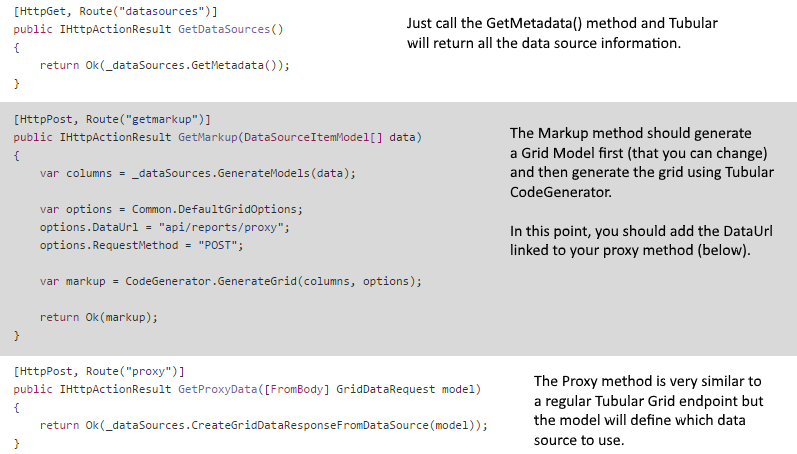 [HttpGet, Route("datasources")]
public IHttpActionResult GetDataSources()
{
    return Ok(_dataSources.GetMetadata());
}
Just call the GetMetadata() method and Tubular
will return all the data source information.
[HttpPost, Route("getmarkup")]
public IHttpActionResult GetMarkup(DataSourceItemModel[] data)
{
    var columns = _dataSources.GenerateModels(data);
    var options = Common.DefaultGridOptions;
    options.DataUrl = "api/reports/proxy";
    options.RequestMethod = "POST";
    var markup = CodeGenerator.GenerateGrid(columns, options);
    return Ok(markup);
}
The Markup method should generate
a Grid Model first (that you can change)
and then generate the grid using Tubular
CodeGenerator.
In this point, you should add the DataUrl
linked to your proxy method (below).
[HttpPost, Route("proxy")]
public IHttpActionResult GetProxyData([FromBody] GridDataRequest model)
{
    return Ok(_dataSources.CreateGridDataResponseFromDataSource(model));
}
The Proxy method is very similar to
a regular Tubular Grid endpoint but
the model will define which data
source to use.